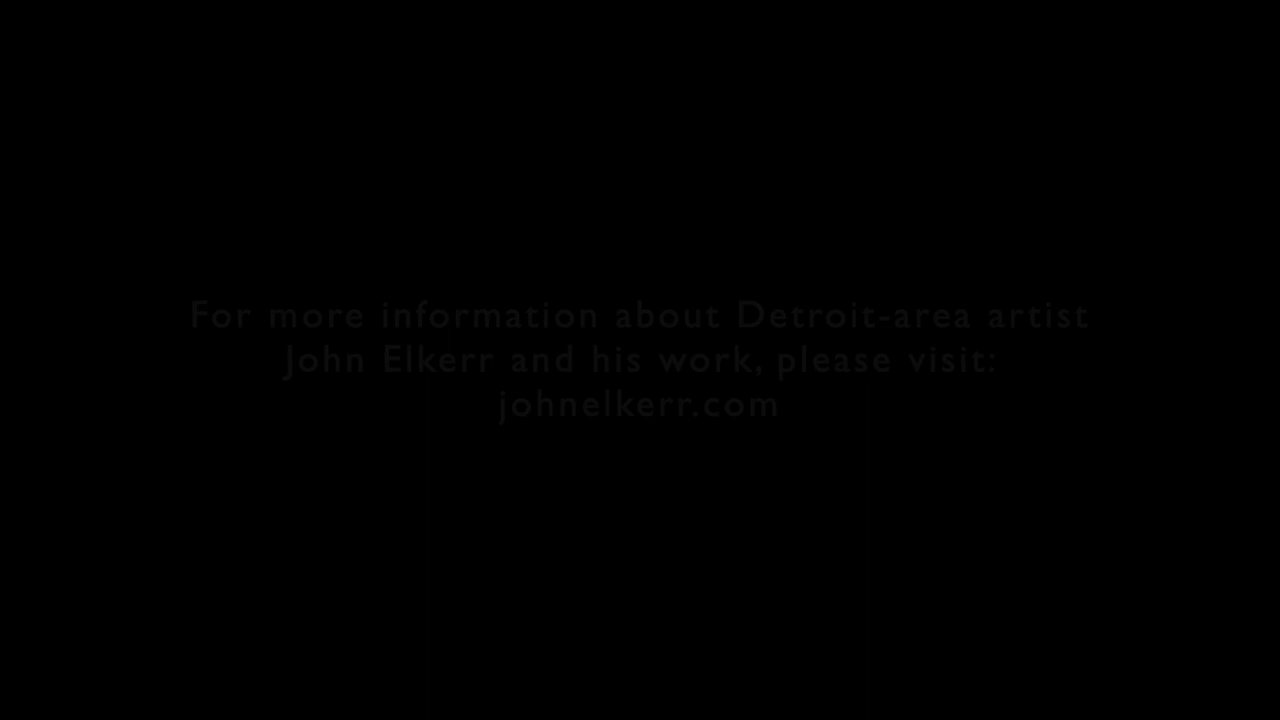 For more information about Detroit-area artist
John Elkerr and his work, please visit:
johnelkerr.com